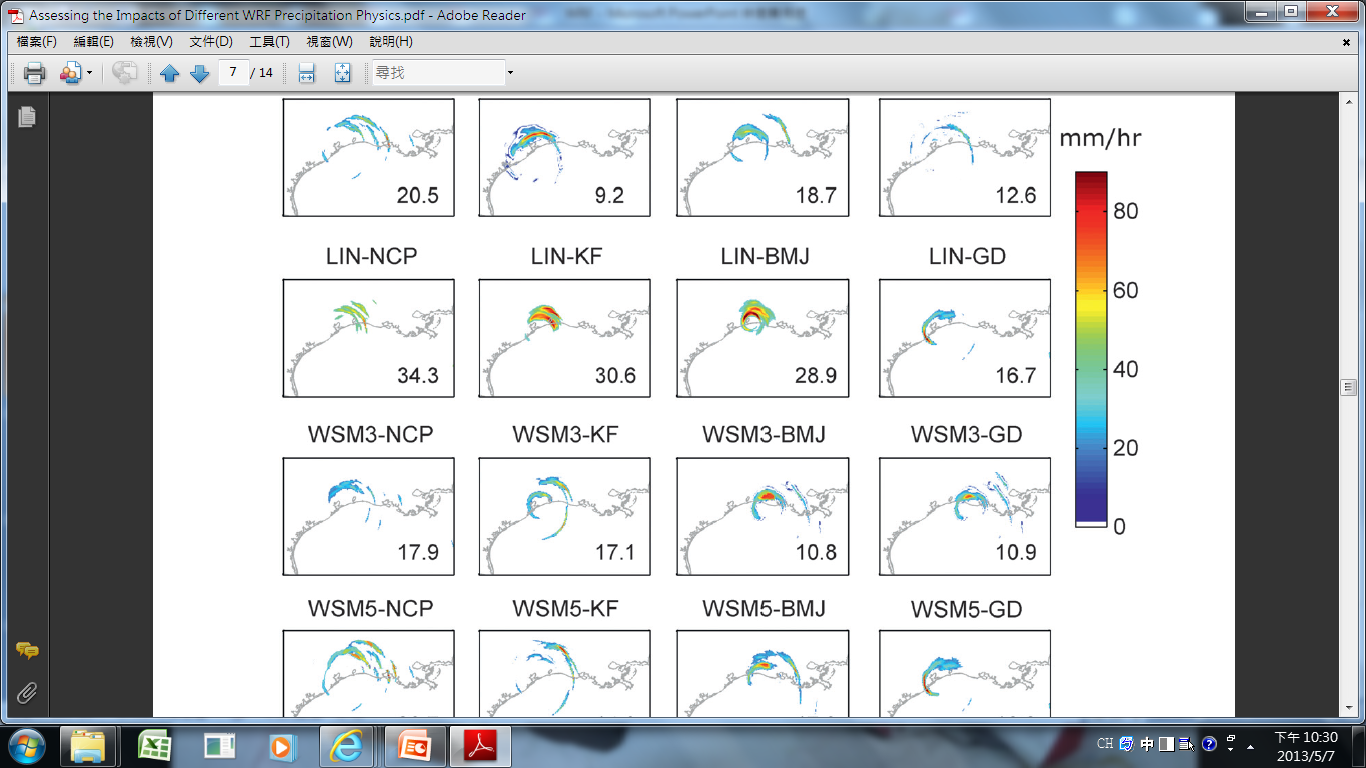 Assessing the Impacts of Different WRF Precipitation Physics.pdf - Adobe Reader
檔案(F) 編輯(E) 檢視(V) 文件(D) 工具(T) 視窗(W) 說明(H)
7 / 14 尋找
20.5 9.2 18.7 12.6
mm/hr
80
60
40
20
0
LIN-NCP LIN-KF LIN-BMJ LIN-GD
34.3 30.6 28.9 16.7
WSM3-NCP WSM3-KF WSM3-BMJ WSM3-GD
17.9 17.1 10.8 10.9
WSM5-NCP WSM5-KF WSM5-BMJ WSM5-GD
CH 中 下午 10:30
2013/5/7